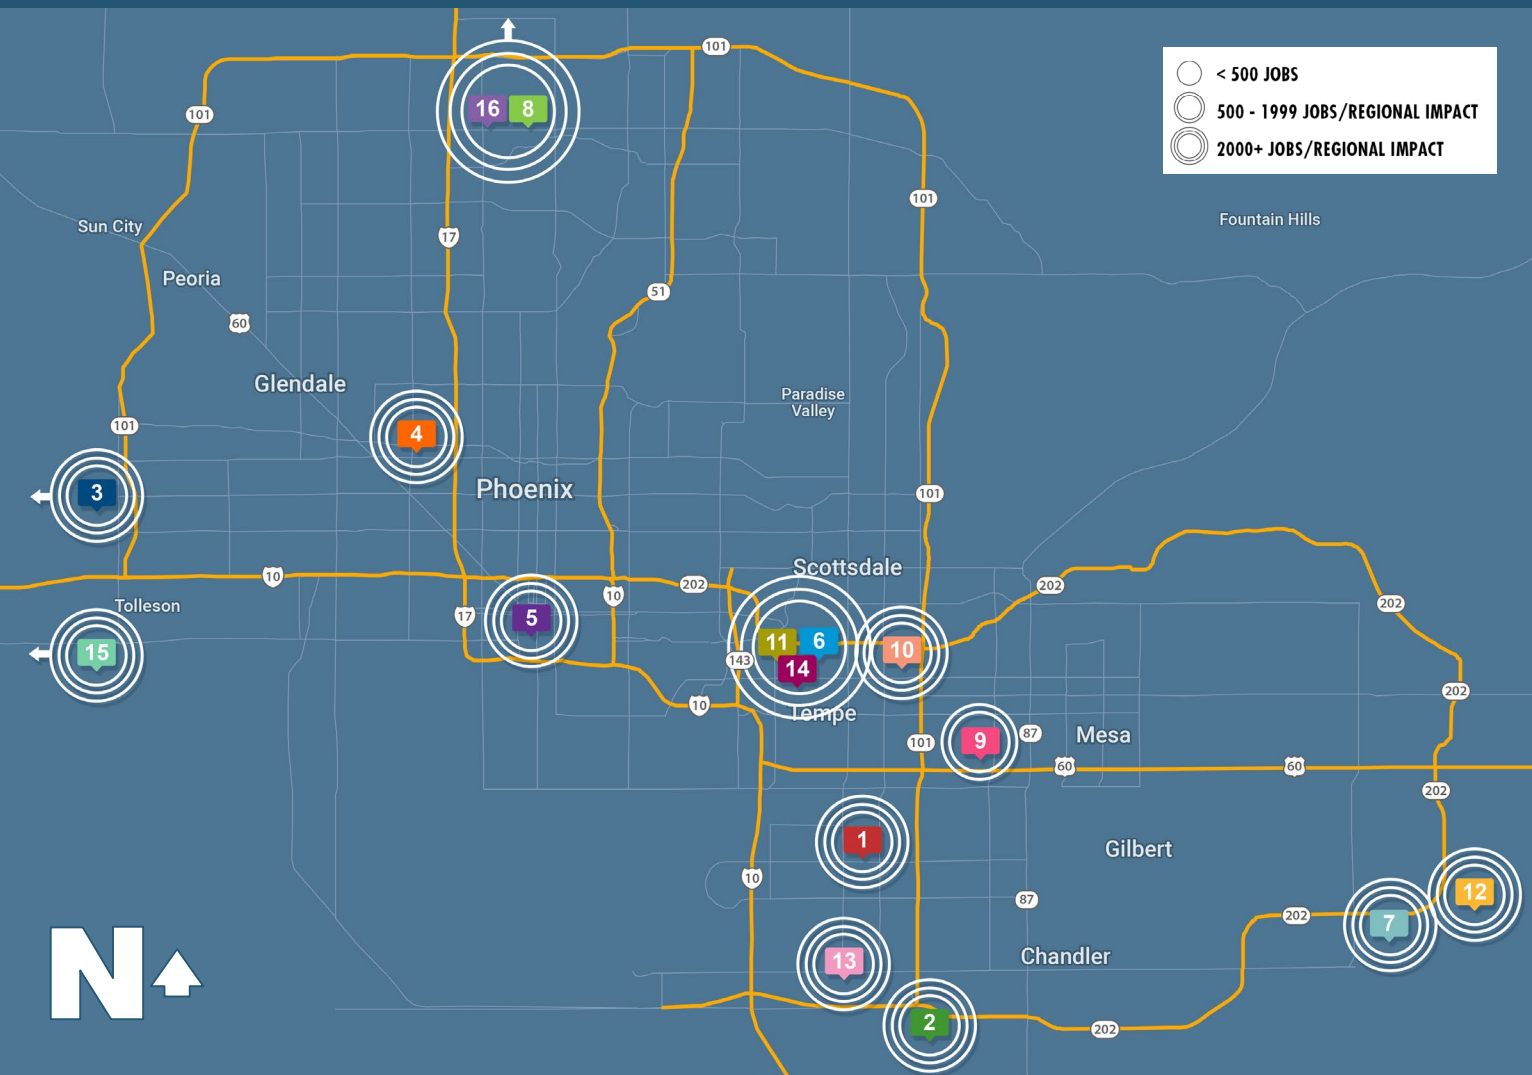 101
< 500 JOBS
500 - 1999 JOBS/REGIONAL IMPACT
2000+ JOBS/REGIONAL IMPACT
16 8
101
101
Sun City
Fountain Hills
17
Peoria
51
60
Glendale
Paradise
Valley
101
4
Phoenix
3
101
Scottsdale
10
202
202
10
Tolleson
202
17
5
11 6
10
15
143
14
202
10
Tempe
87
Mesa
9
101
60
60
202
1
Gilbert
10
12
87
202
7
Chandler
13
N
2
202